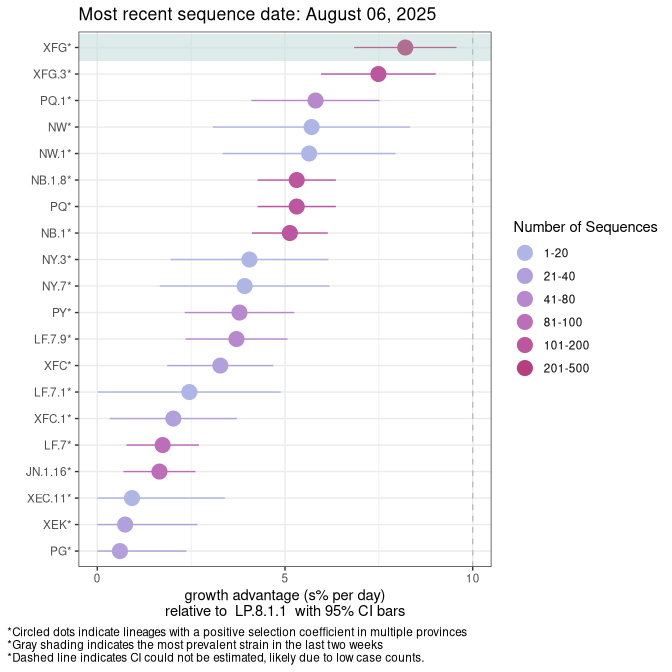 Most recent sequence date: August 06, 2025
XFG*
XFG.3*
PQ.1*
NW*
NW.1*
NB.1.8*
PQ*
NB.1*
NY.3*
NY.7*
PY*
LF.7.9*
XFC*
LF.7.1*
XFC.1*
LF.7*
JN.1.16*
XEC.11*
XEK*
PG*
0 5 10
growth advantage (s% per day)
relative to LP.8.1.1 with 95% CI bars
Number of Sequences
1-20
21-40
41-80
81-100
101-200
201-500
*Circled dots indicate lineages with a positive selection coefficient in multiple provinces
*Gray shading indicates the most prevalent strain in the last two weeks
*Dashed line indicates CI could not be estimated, likely due to low case counts.